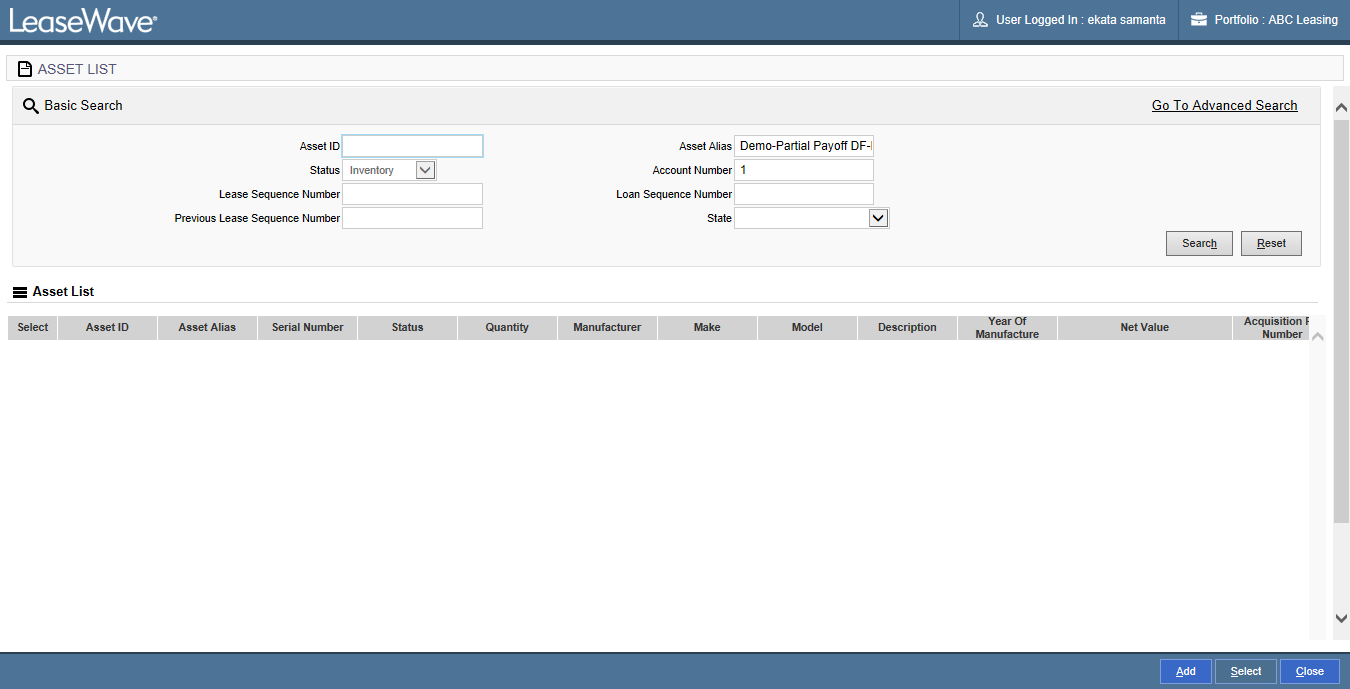 LeaseWave®
User Logged In : ekata samanta
Portfolio : ABC Leasing
ASSET LIST
Basic Search
Go To Advanced Search
Asset ID
Asset Alias Demo-Partial Payoff DF-
Status Inventory
Account Number 1
Lease Sequence Number
Loan Sequence Number
Previous Lease Sequence Number
State
Search Reset
Asset List
Select Asset ID Asset Alias Serial Number Status Quantity Manufacturer Make Model Description Year Of Manufacture Net Value Acquisition Number
Add Select Close